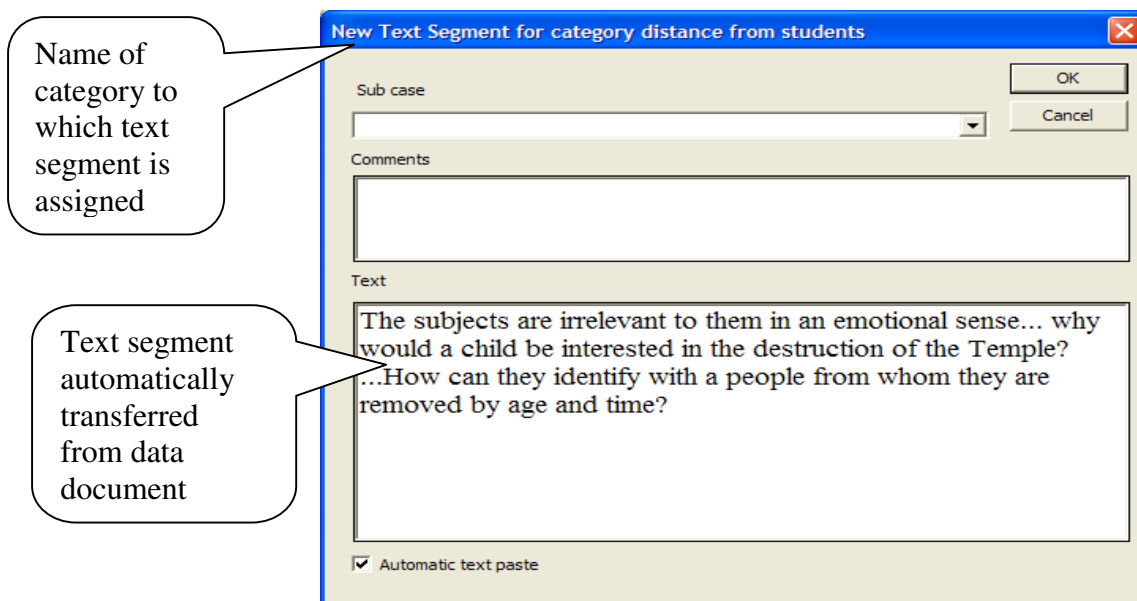 Name of
category to
which text
segment is
assigned
New Text Segment for category distance from students
Sub case
OK
Cancel
Comments
Text
Text segment
automatically
transferred
from data
document
The subjects are irrelevant to them in an emotional sense... why
would a child be interested in the destruction of the Temple?
...How can they identify with a people from whom they are
removed by age and time?
Automatic text paste